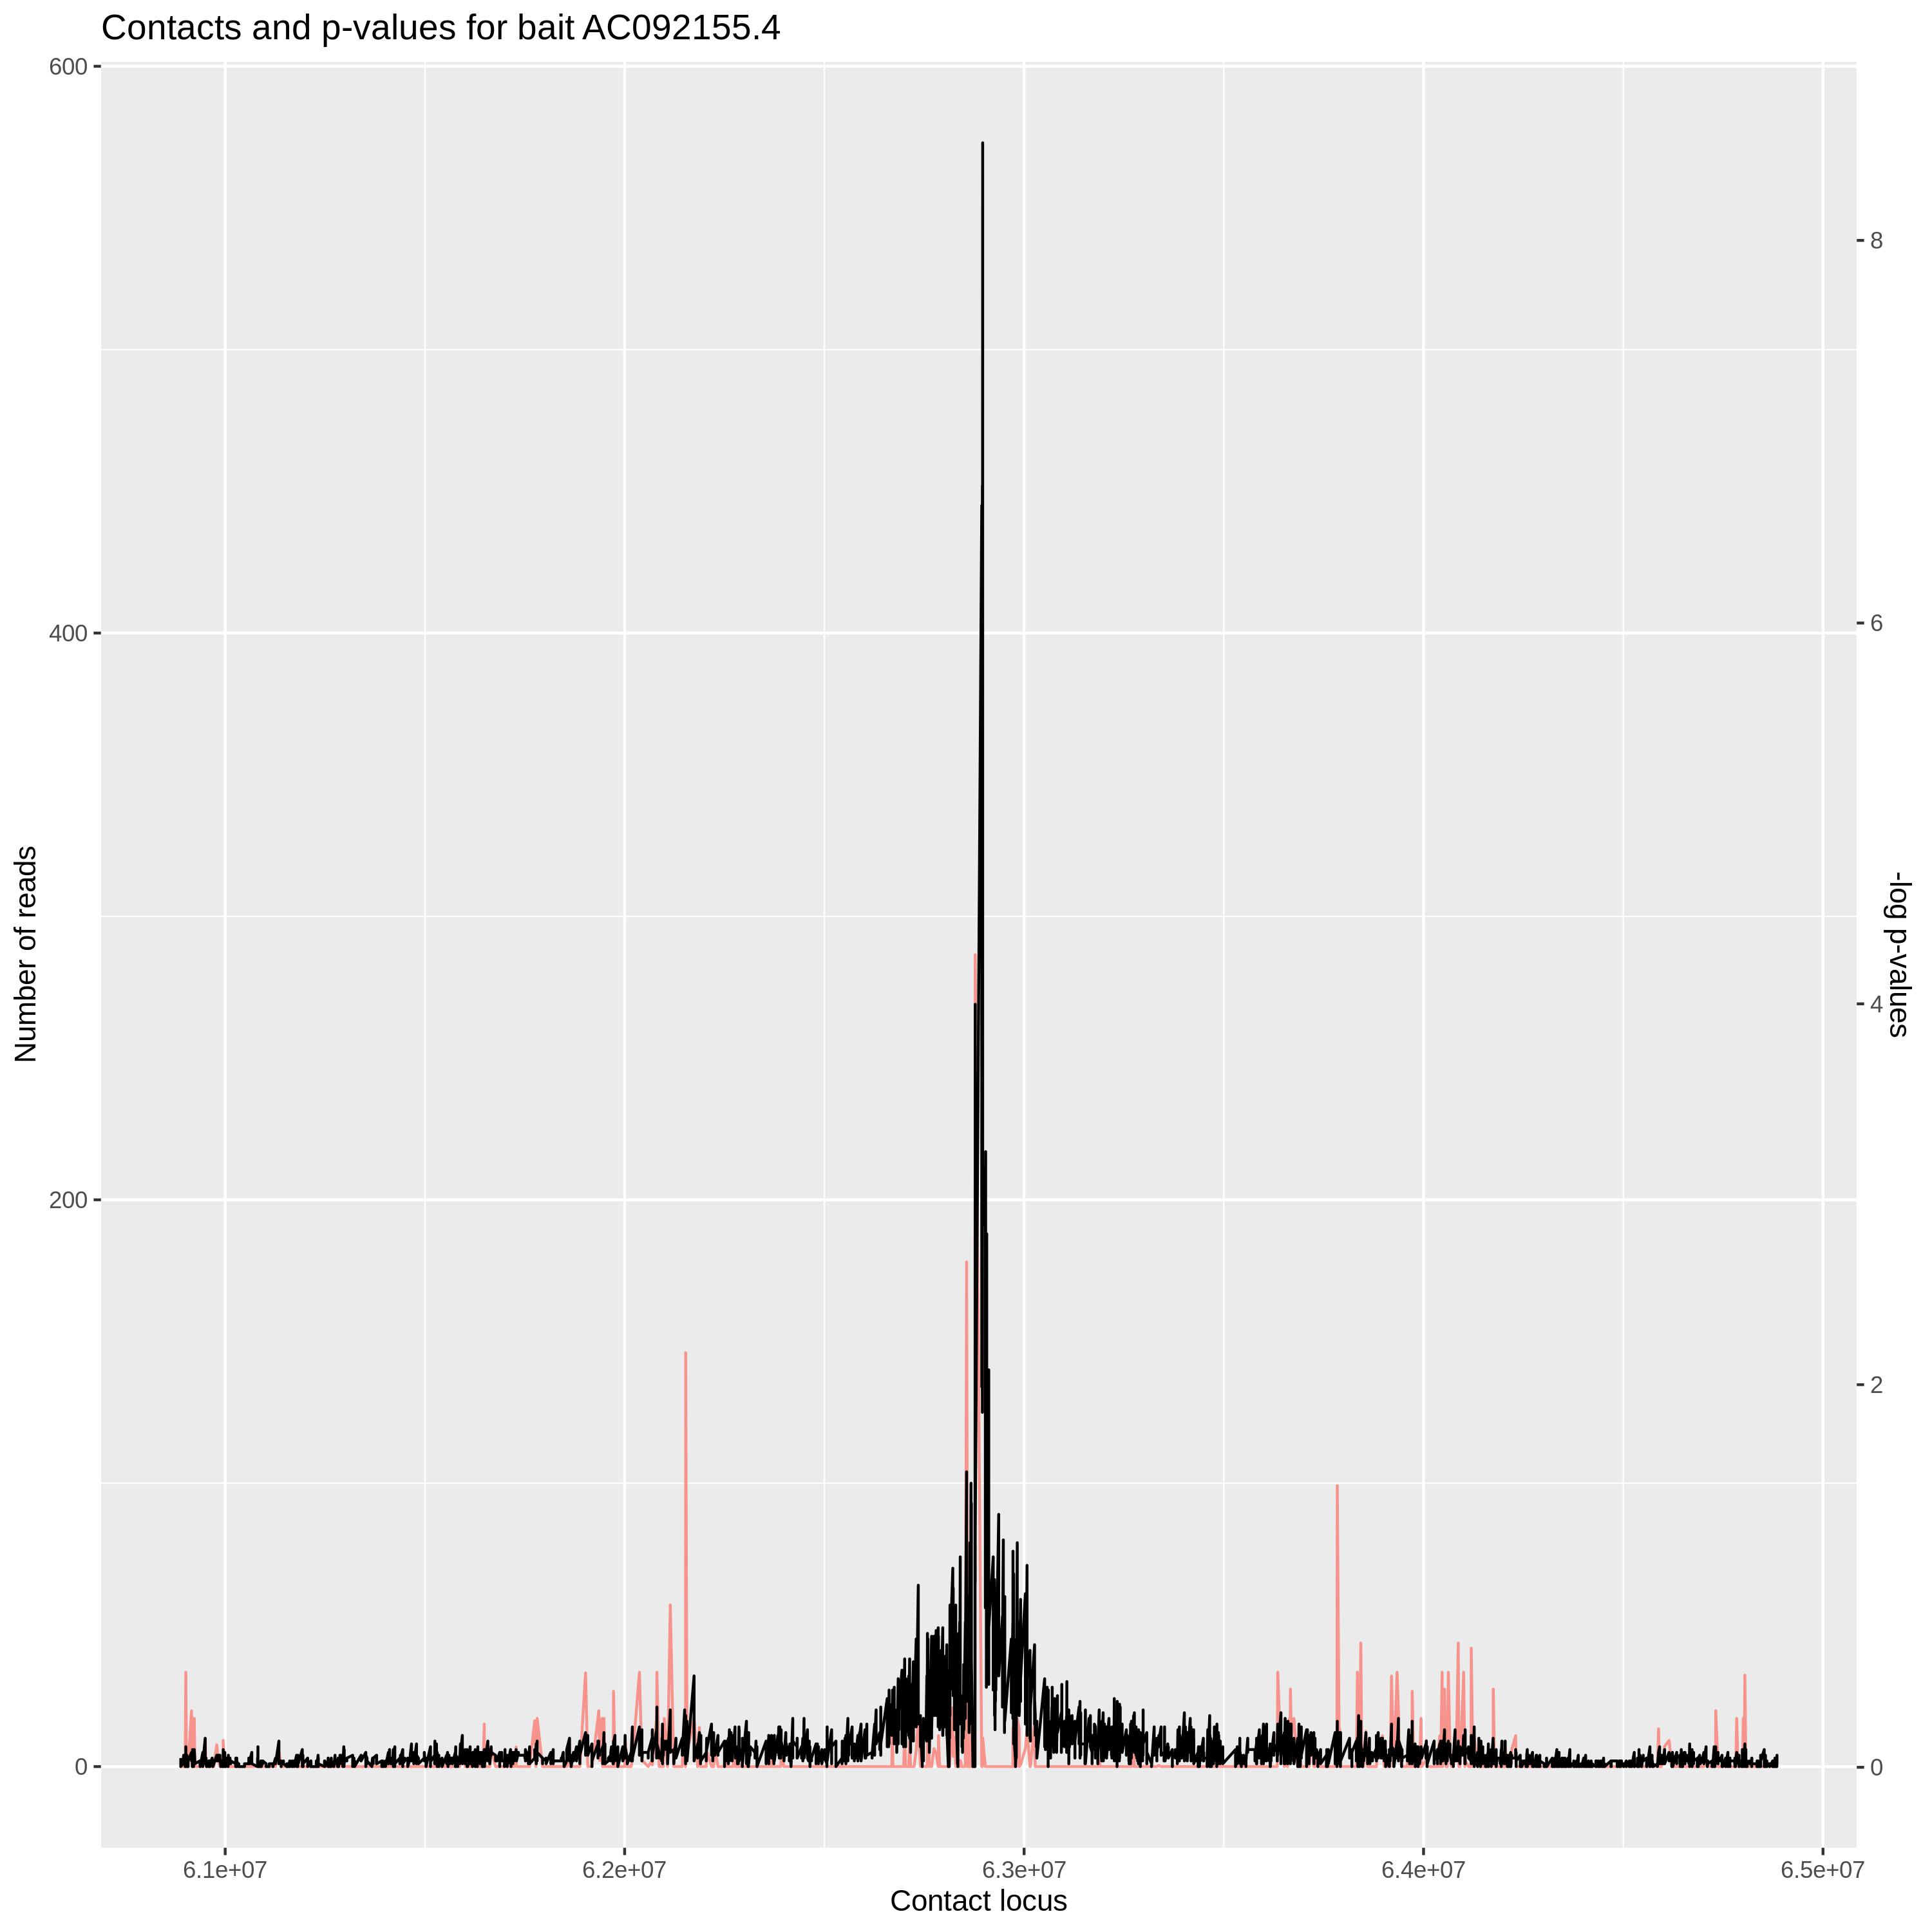 Contacts and p-values for bait AC092155.4
600
400
200
0
Number of reads
8
6
4
2
0
-log p-values
6.1e+07 6.2e+07 6.3e+07 6.4e+07 6.5e+07
Contact locus